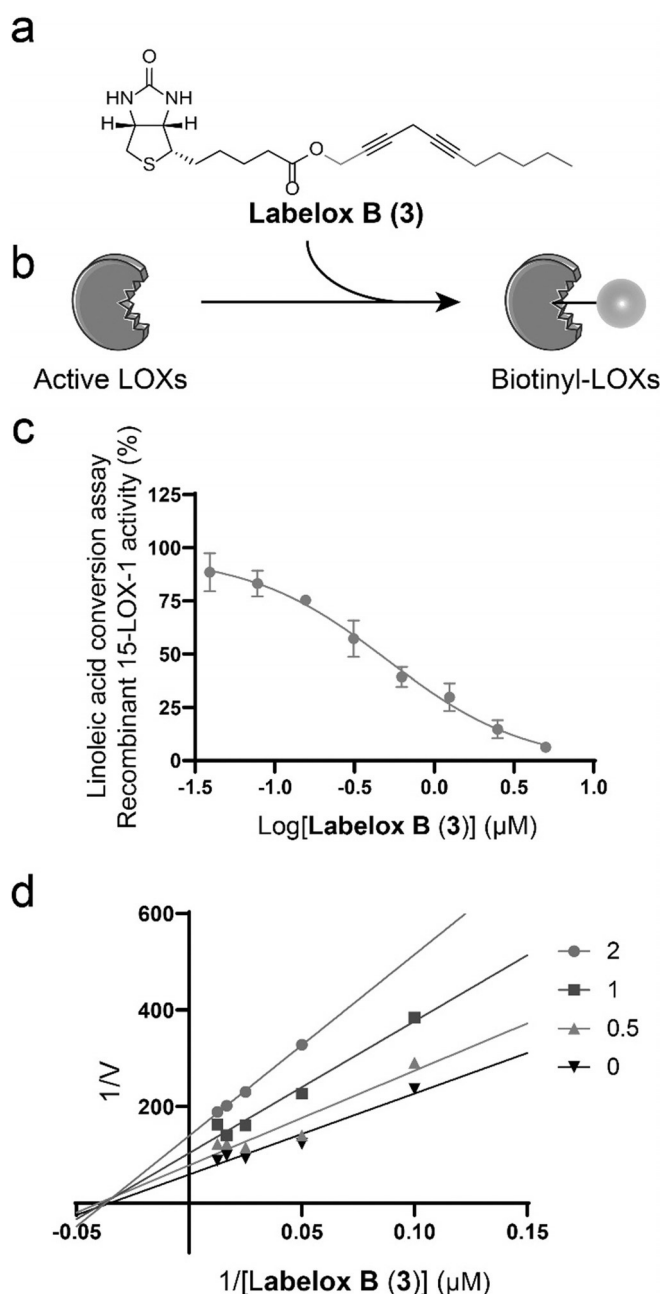 a
O
HN NH
H H
S O
O
Labelox B (3)
b
Active LOXs Biotinyl-LOXs
c
Linoleic acid conversion assay
Recombinant 15-LOX-1 activity (%)
125
100
75
50
25
0
-1.5 -1.0 -0.5 0.0 0.5 1.0
Log[Labelox B (3)] (μM)
d
1/V
600
400
200
-0.05 0.05 0.10 0.15
1/[Labelox B (3)] (μM)
2
1
0.5
0